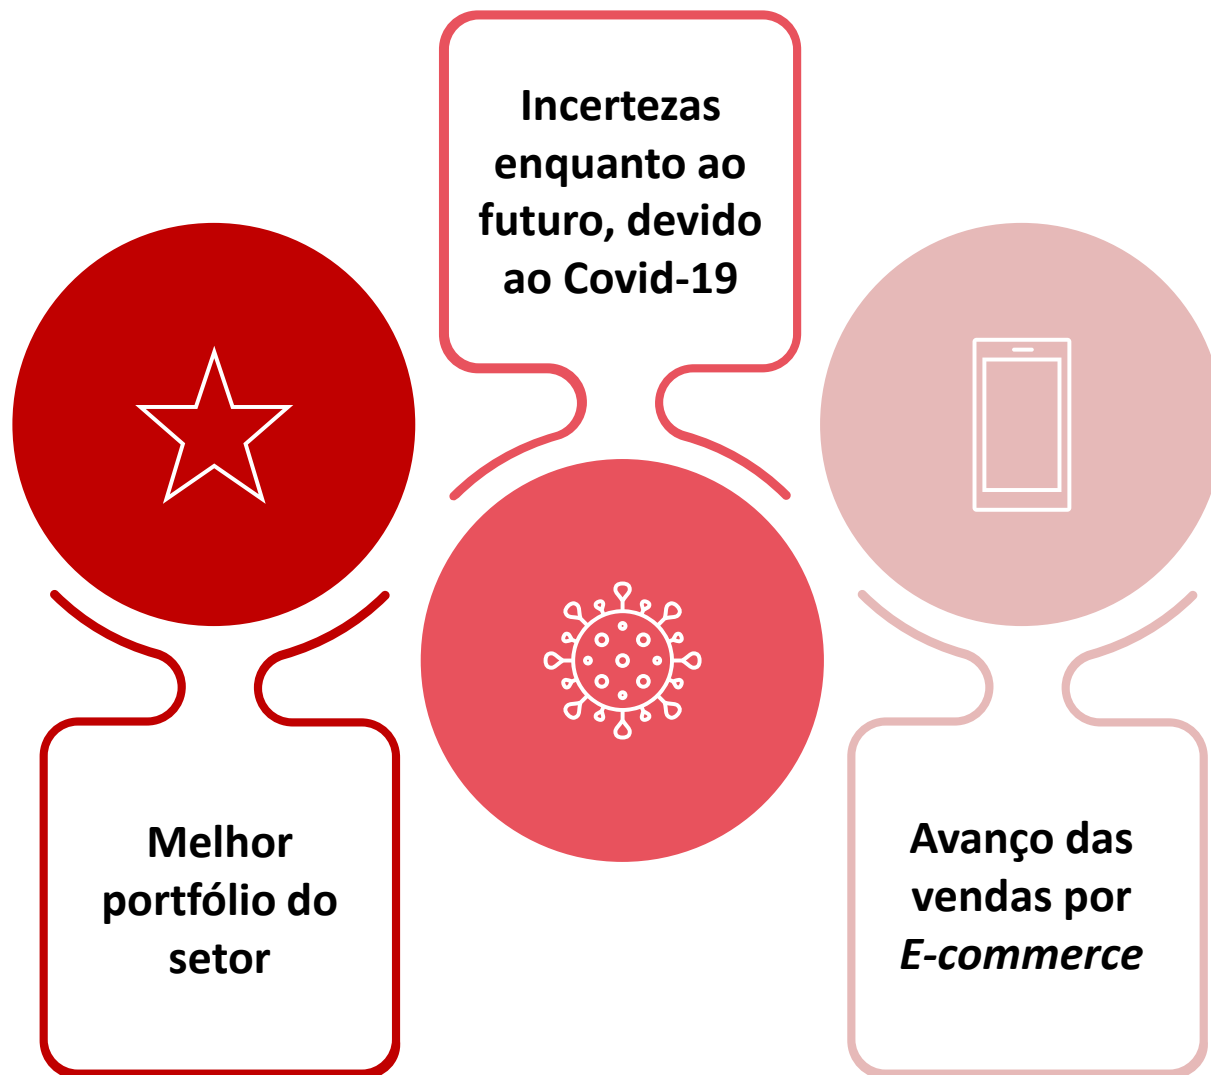 Incertezas
enquanto ao
futuro, devido
ao Covid-19
Melhor
portfólio do
setor
Avanço das
vendas por
E-commerce